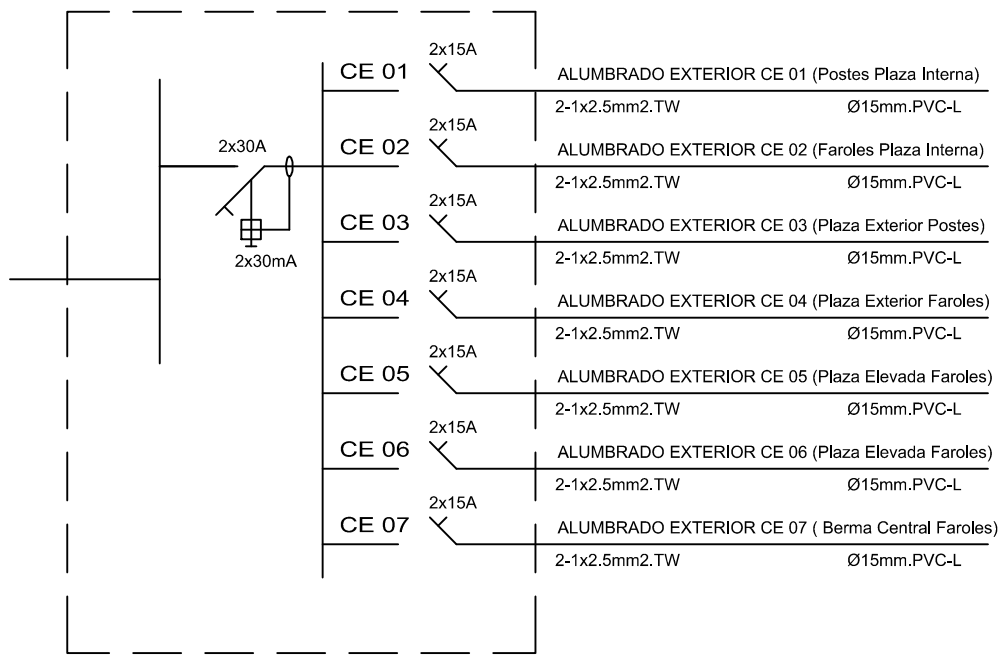 2x15A
CE 01
ALUMBRADO EXTERIOR CE 01 (Postes Plaza Interna)
2-1x2.5mm2.TW Ø15mm.PVC-L
2x30A
2x30mA
2x15A
CE 02
ALUMBRADO EXTERIOR CE 02 (Faroles Plaza Interna)
2-1x2.5mm2.TW Ø15mm.PVC-L
2x15A
CE 03
ALUMBRADO EXTERIOR CE 03 (Plaza Exterior Postes)
2-1x2.5mm2.TW Ø15mm.PVC-L
2x15A
CE 04
ALUMBRADO EXTERIOR CE 04 (Plaza Exterior Faroles)
2-1x2.5mm2.TW Ø15mm.PVC-L
2x15A
CE 05
ALUMBRADO EXTERIOR CE 05 (Plaza Elevada Faroles)
2-1x2.5mm2.TW Ø15mm.PVC-L
2x15A
CE 06
ALUMBRADO EXTERIOR CE 06 (Plaza Elevada Faroles)
2-1x2.5mm2.TW Ø15mm.PVC-L
2x15A
CE 07
ALUMBRADO EXTERIOR CE 07 ( Berma Central Faroles)
2-1x2.5mm2.TW Ø15mm.PVC-L